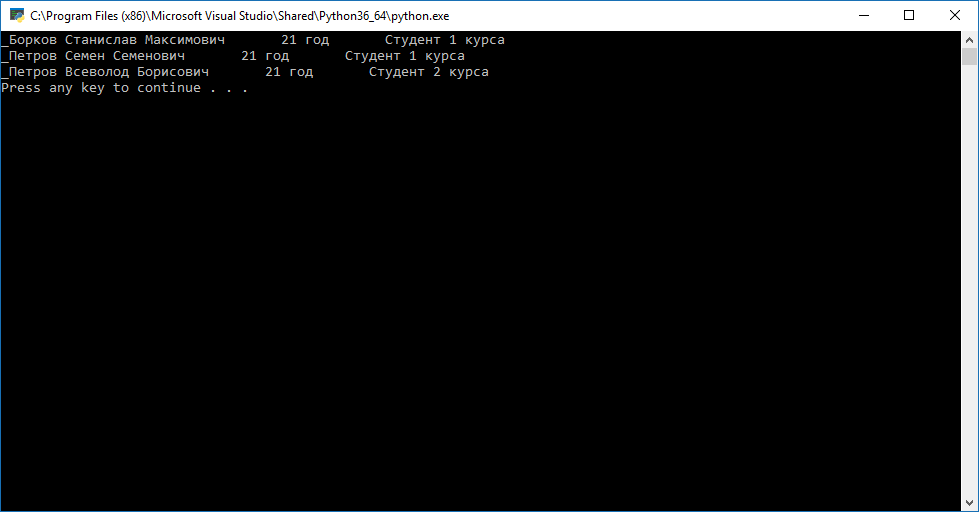 C:\Program Files (x86)\Microsoft Visual Studio\Shared\Python36_64\python.exe
_Борков Станислав Максимович       21 год       Студент 1 курса
_Петров Семен Семенович       21 год       Студент 1 курса
_Петров Всеволод Борисович       21 год       Студент 2 курса
Press any key to continue . . .